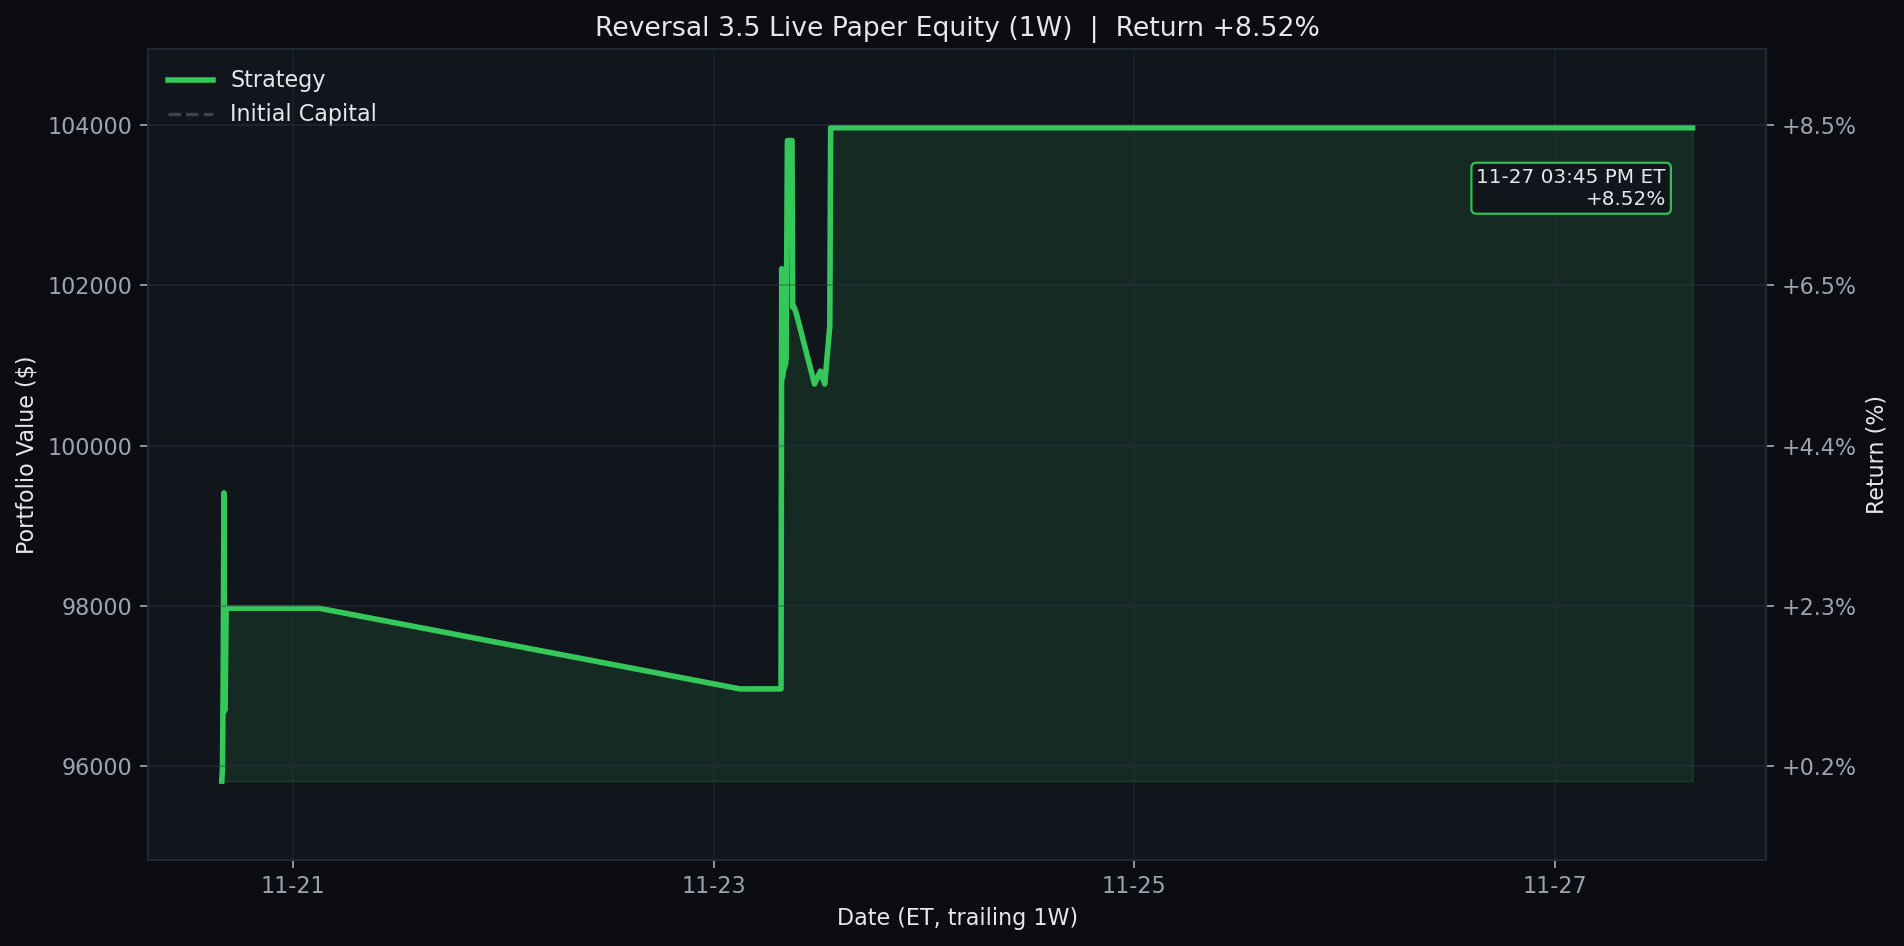 Reversal 3.5 Live Paper Equity (1W) | Return +8.52%
Strategy
Initial Capital
104000
102000
100000
98000
96000
Portfolio Value ($)
+8.5%
+6.5%
+4.4%
+2.3%
+0.2%
Return (%)
11-27 03:45 PM ET
+8.52%
11-21
11-23
11-25
11-27
Date (ET, trailing 1W)